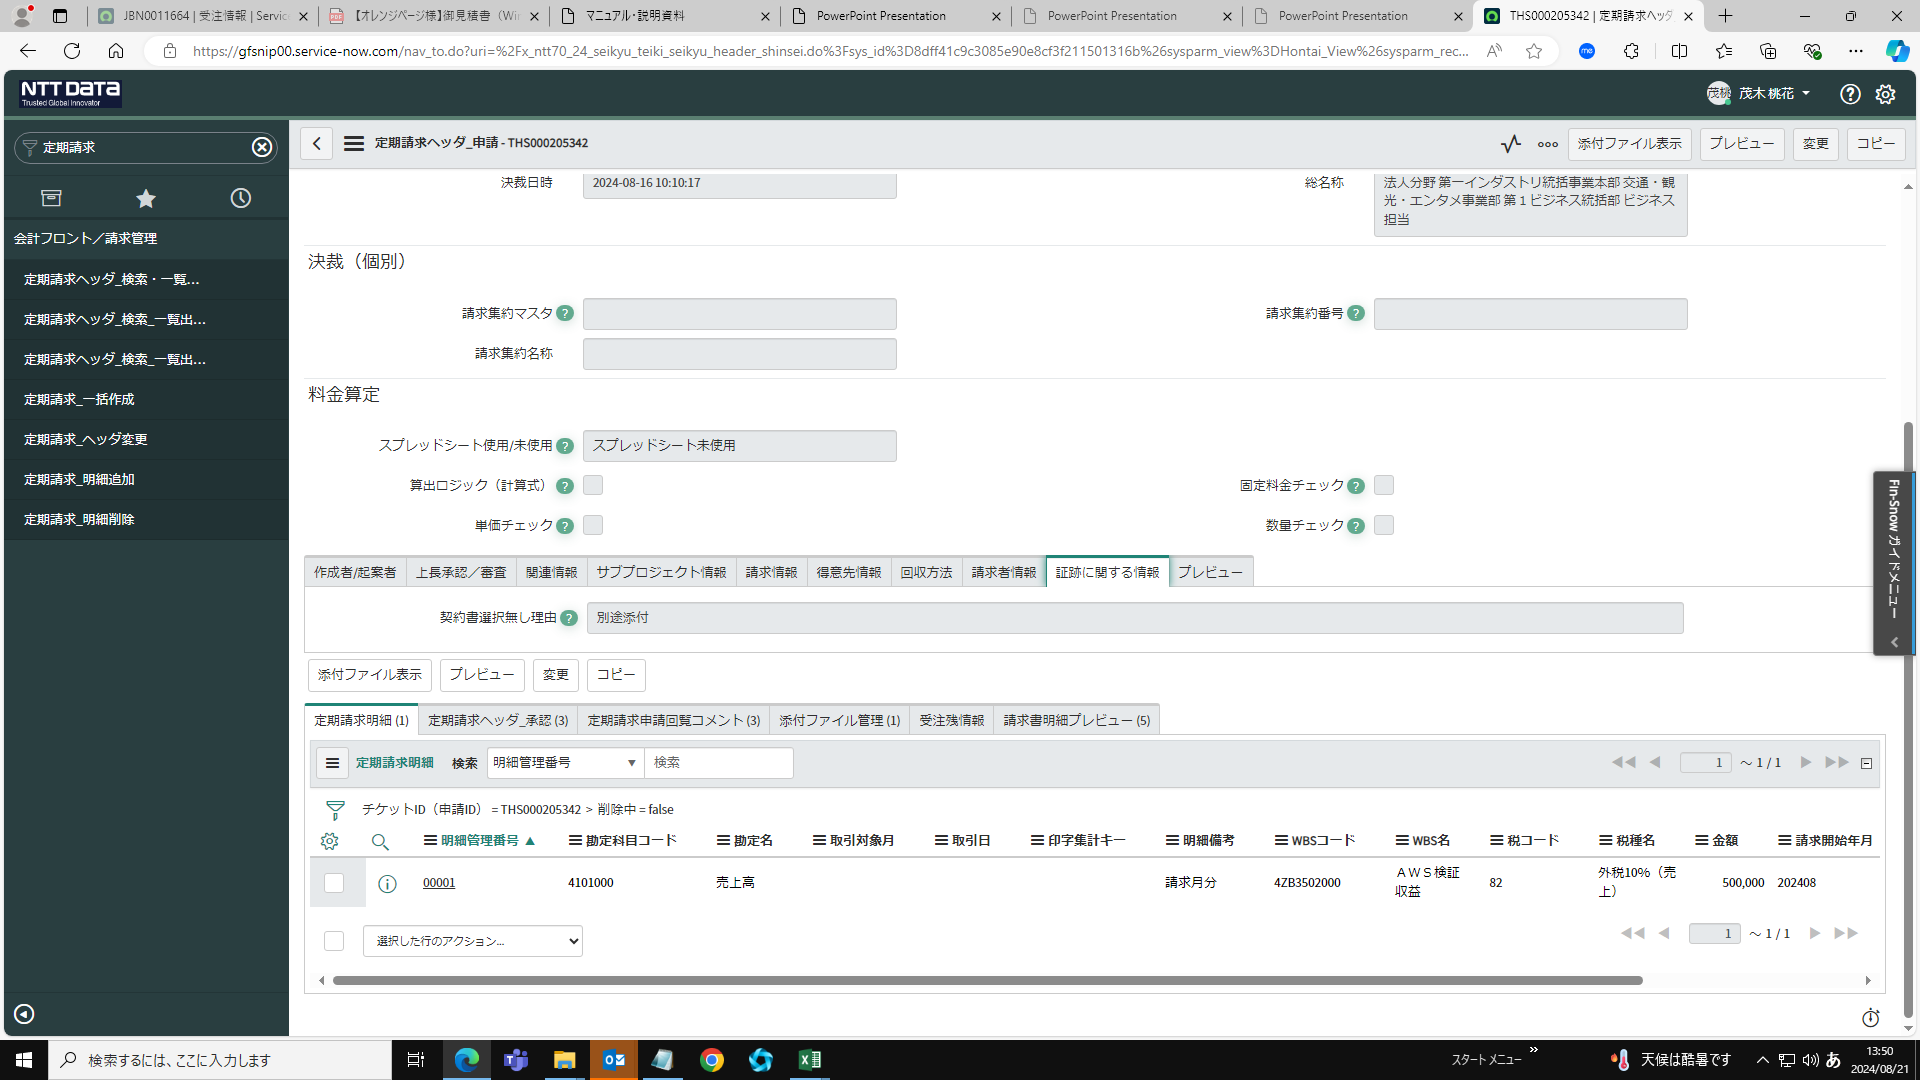 JBN0011664 | 受注情報 | Servic
【オレンジページ様】御見積書（Wir
マニュアル・説明資料
PowerPoint Presentation
PowerPoint Presentation
PowerPoint Presentation
THS000205342 | 定期請求ヘッダ
https://gfsnip00.service-now.com/nav_to.do?uri=%2Fx_ntt70_24_seikyu_teiki_seikyu_header_shinsei.do%3Fsys_id%3D8dff41c9c3085e90e8cf3f211501316b%26sysparm_view%3DHontai_View%26sysparm_rec...
NTT DATA
Trusted Global Innovator
茂桃
茂木 桃花
定期請求
会計フロント／請求管理
定期請求ヘッダ_検索・一覧...
定期請求ヘッダ_検索_一覧出...
定期請求ヘッダ_検索_一覧出...
定期請求_一括作成
定期請求_ヘッダ変更
定期請求_明細追加
定期請求_明細削除
定期請求ヘッダ_申請 - THS000205342
添付ファイル表示
プレビュー
変更
コピー
決裁日時
2024-08-16 10:10:17
総名称
法人分野 第一インダストリ統括事業本部 交通・観
光・エンタメ事業部 第１ビジネス統括部 ビジネス
担当
決裁（個別）
請求集約マスタ
請求集約番号
請求集約名称
料金算定
スプレッドシート使用/未使用
スプレッドシート未使用
算出ロジック（計算式）
固定料金チェック
単価チェック
数量チェック
Fin-Snow ガイドメニュー
作成者/起案者
上長承認／審査
関連情報
サブプロジェクト情報
請求情報
得意先情報
回収方法
請求者情報
証跡に関する情報
プレビュー
契約書選択無し理由
別途添付
添付ファイル表示
プレビュー
変更
コピー
定期請求明細 (1)
定期請求ヘッダ_承認 (3)
定期請求申請回覧コメント (3)
添付ファイル管理 (1)
受注残情報
請求書明細プレビュー (5)
定期請求明細
検索
明細管理番号
検索
1 ～ 1 / 1
チケットID（申請ID） = THS000205342 > 削除中 = false
明細管理番号 ▲
勘定科目コード
勘定名
取引対象月
取引日
印字集計キー
明細備考
WBSコード
WBS名
税コード
税種名
金額
請求開始年月
00001
4101000
売上高
請求月分
4ZB3502000
ＡＷＳ検証
収益
82
外税10%（売
上）
500,000
202408
選択した行のアクション...
1 ～ 1 / 1
検索するには、ここに入力します
スタート メニュー
天候は酷暑です
あ
13:50
2024/08/21